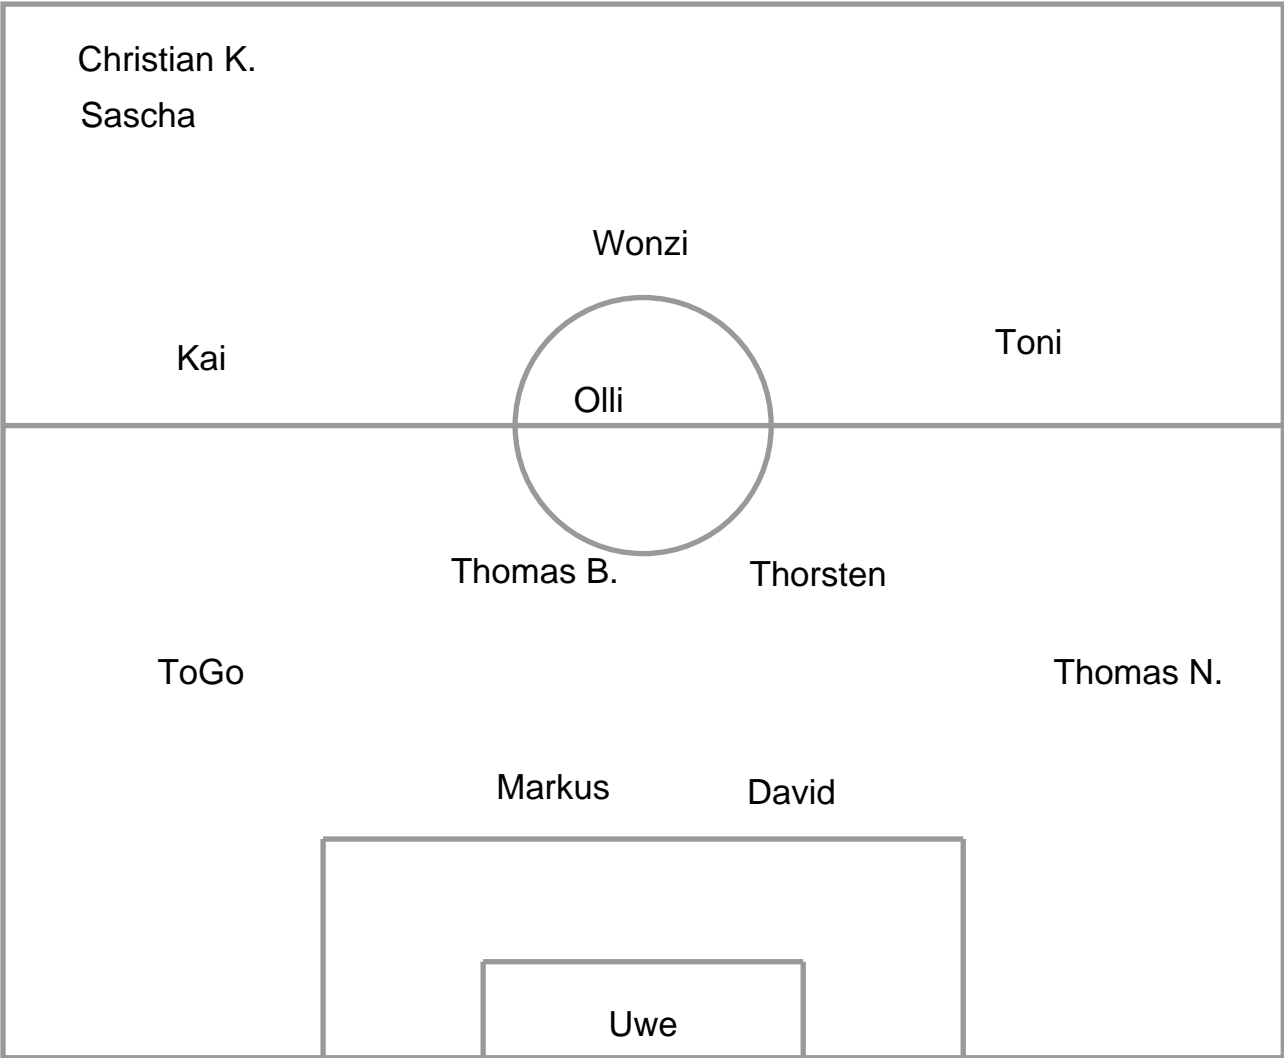 Christian K.
Sascha
Wonzi
Kai
Toni
Olli
Thomas B.
Thorsten
ToGo
Thomas N.
Markus
David
Uwe